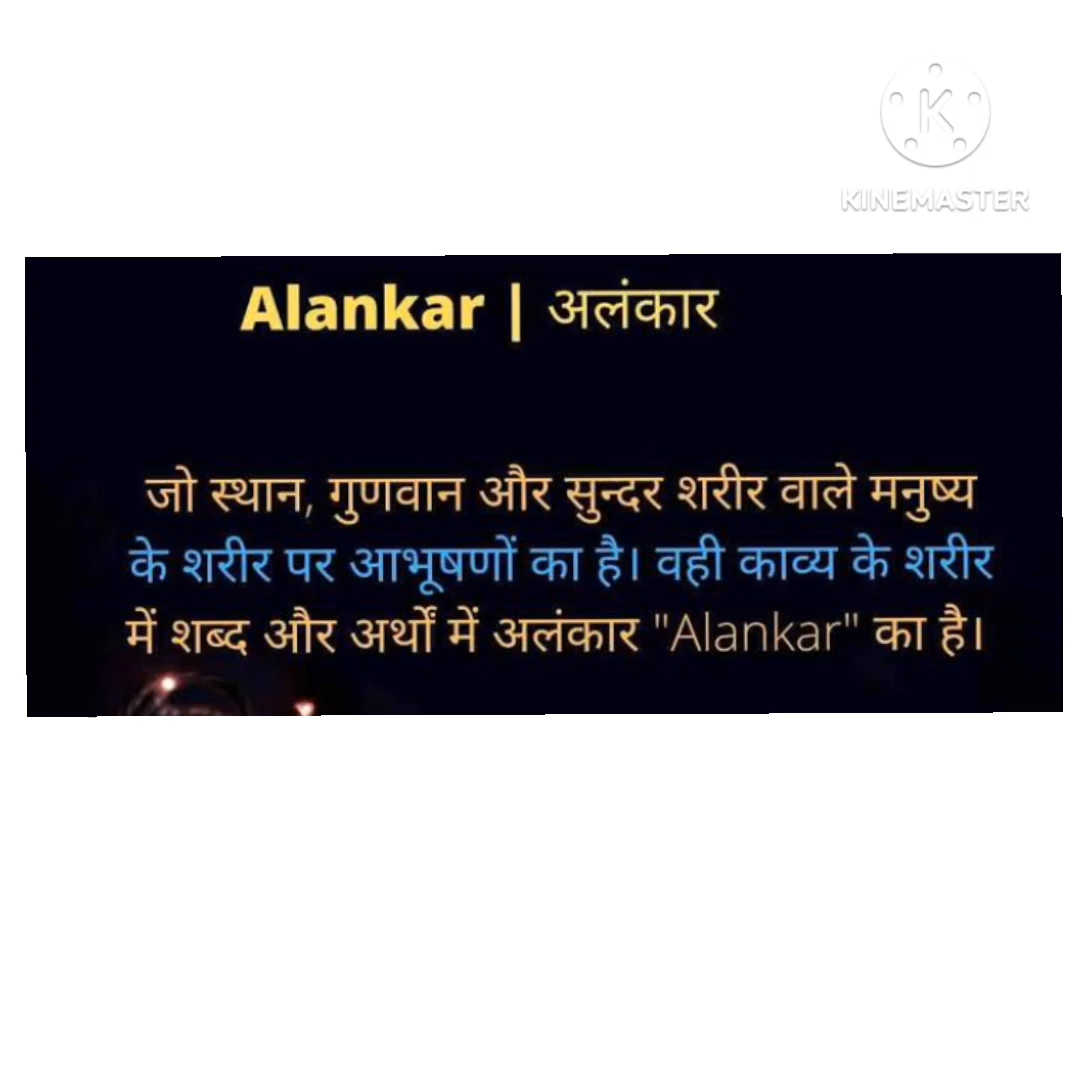 KINEMASTER
Alankar | अलंकार
जो स्थान, गुणवान और सुन्दर शरीर वाले मनुष्य
के शरीर पर आभूषणों का है। वही काव्य के शरीर
में शब्द और अर्थों में अलंकार "Alankar" का है।